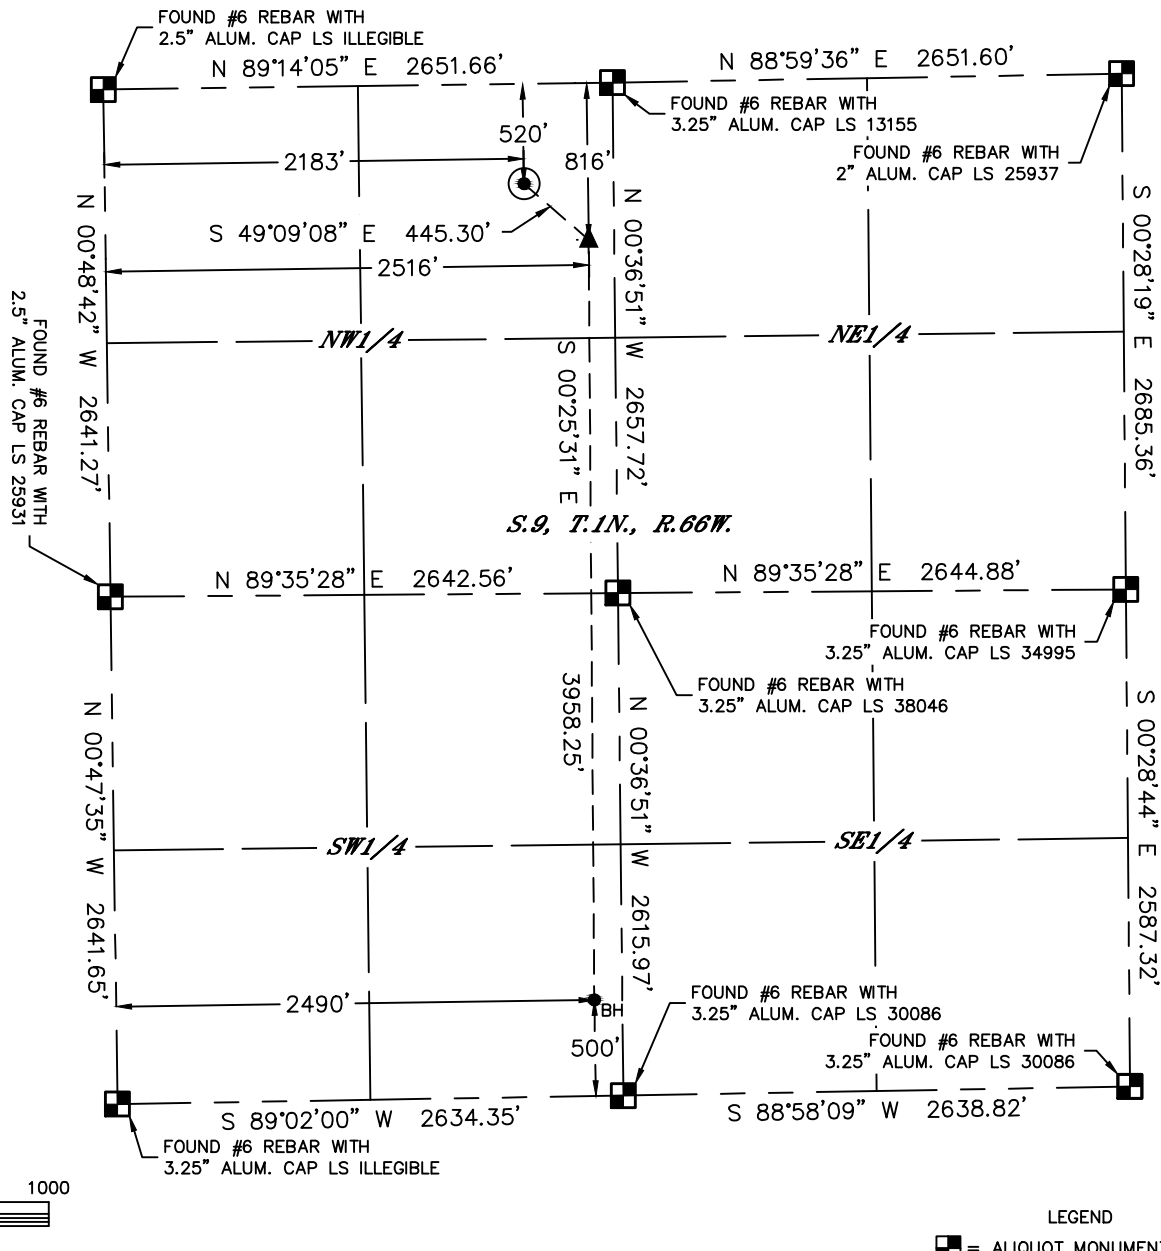 FOUND #6 REBAR WITH
2.5" ALUM. CAP LS ILLEGIBLE
N 89°14'05" E 2651.66'
N 88°59'36" E 2651.60'
FOUND #6 REBAR WITH
3.25" ALUM. CAP LS 13155
520'
816'
2183'
FOUND #6 REBAR WITH
2" ALUM. CAP LS 25937
S 49°09'08" E 445.30'
2516'
N 00°48'42" W 2641.27'
N 00°36'51" W 2657.72'
S 00°28'19" E 2685.36'
FOUND #6 REBAR WITH
2.5" ALUM. CAP LS 25931
NW1/4
NE1/4
S 00°25'31" E 3958.25'
S.9, T.1N., R.66W.
N 89°35'28" E 2642.56'
N 89°35'28" E 2644.88'
FOUND #6 REBAR WITH
3.25" ALUM. CAP LS 34995
FOUND #6 REBAR WITH
3.25" ALUM. CAP LS 38046
N 00°47'35" W 2641.65'
N 00°36'51" W 2615.97'
S 00°28'44" E 2587.32'
SW1/4
SE1/4
2490'
BH
500'
FOUND #6 REBAR WITH
3.25" ALUM. CAP LS 30086
FOUND #6 REBAR WITH
3.25" ALUM. CAP LS 30086
S 89°02'00" W 2634.35'
S 88°58'09" W 2638.82'
FOUND #6 REBAR WITH
3.25" ALUM. CAP LS ILLEGIBLE
1000
LEGEND
= ALIQUOT MONUMENT